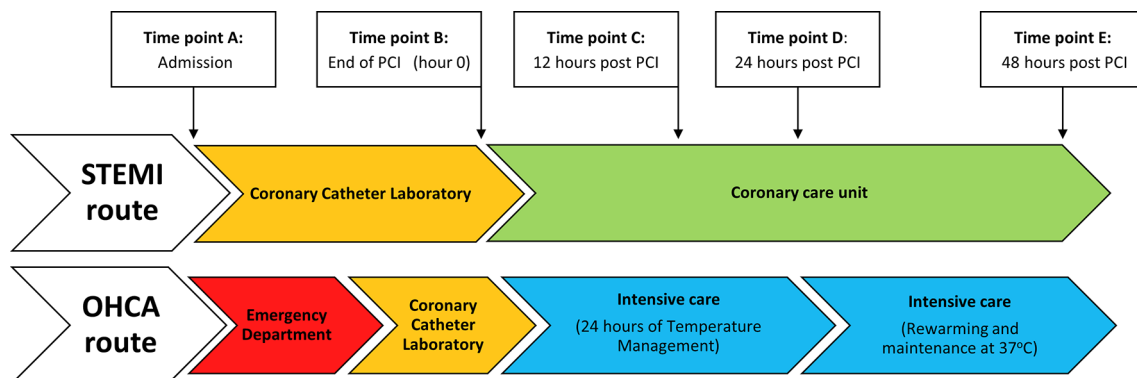 Time point A:
Admission
Time point B:
End of PCI (hour 0)
Time point C:
12 hours post PCI
Time point D:
24 hours post PCI
Time point E:
48 hours post PCI
STEMI
route
Coronary Catheter Laboratory
Coronary care unit
OHCA
route
Emergency
Department
Coronary
Catheter
Laboratory
Intensive care
(24 hours of Temperature
Management)
Intensive care
(Rewarming and
maintenance at 37ºC)